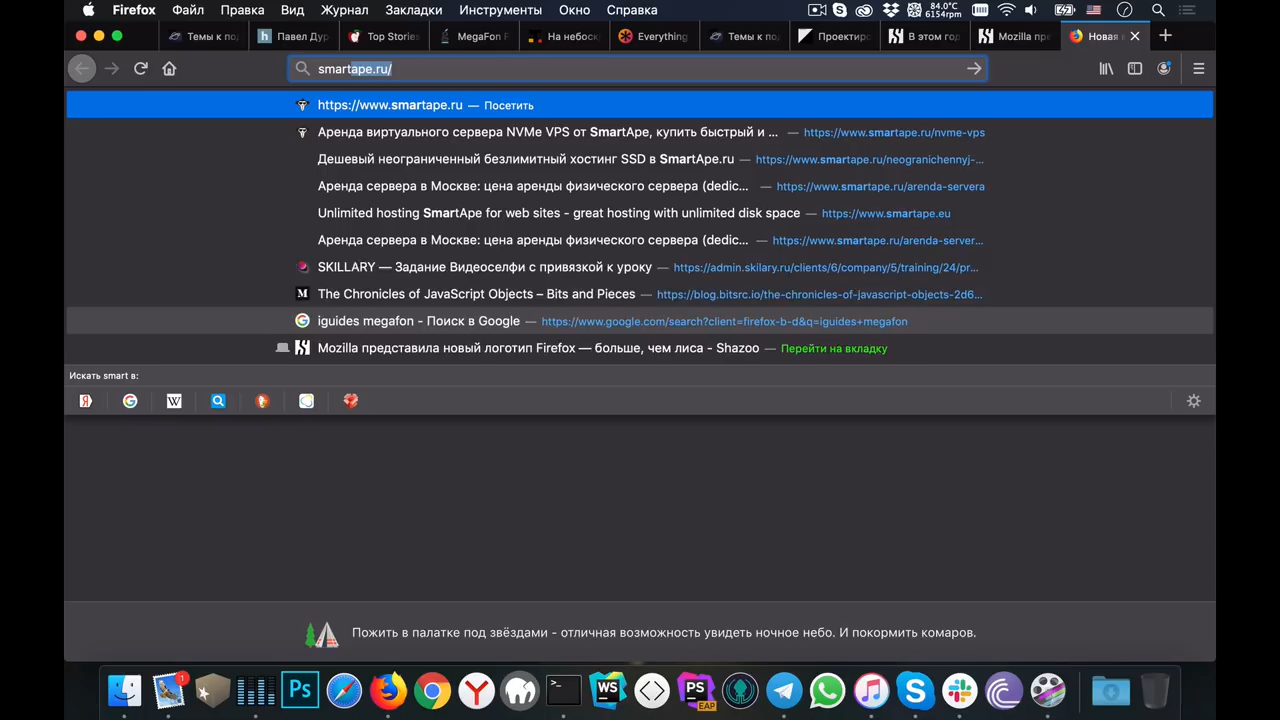 Firefox Файл Правка Вид Журнал Закладки Инструменты Окно Справка 84.0°C 6154rpm
Темы к по Павел Дур Top Stories MegaFon F На небоск Everything Темы к по Проектиро В этом год Mozilla пре Новая в
smartape.ru/
https://www.smartape.ru — Посетить
Аренда виртуального сервера NVMe VPS от SmartApe, купить быстрый и ... — https://www.smartape.ru/nvme-vps
Дешевый неограниченный безлимитный хостинг SSD в SmartApe.ru — https://www.smartape.ru/neogranichennyj-...
Аренда сервера в Москве: цена аренды физического сервера (dedic... — https://www.smartape.ru/arenda-servera
Unlimited hosting SmartApe for web sites - great hosting with unlimited disk space — https://www.smartape.eu
Аренда сервера в Москве: цена аренды физического сервера (dedic... — https://www.smartape.ru/arenda-server...
SKILLARY — Задание Видеоселфи с привязкой к уроку — https://admin.skilary.ru/clients/6/company/5/training/24/pr...
The Chronicles of JavaScript Objects – Bits and Pieces — https://blog.bitsrc.io/the-chronicles-of-javascript-objects-2d6...
iguides megafon - Поиск в Google — https://www.google.com/search?client=firefox-b-d&q=iguides+megafon
Mozilla представила новый логотип Firefox — больше, чем лиса - Shazoo — Перейти на вкладку
Искать smart в:
Пожить в палатке под звёздами - отличная возможность увидеть ночное небо. И покормить комаров.
1 Ps WS PS EAP